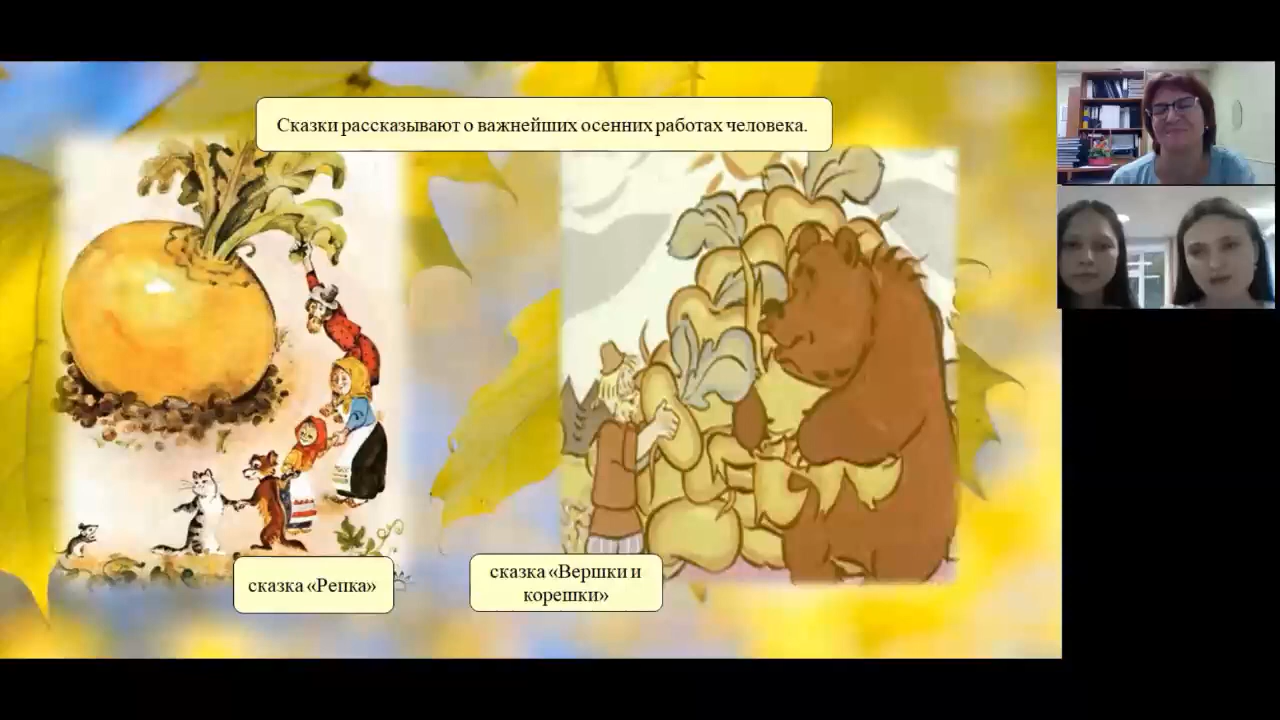 Сказки рассказывают о важнейших осенних работах человека.
сказка «Репка»
сказка «Вершки и
корешки»